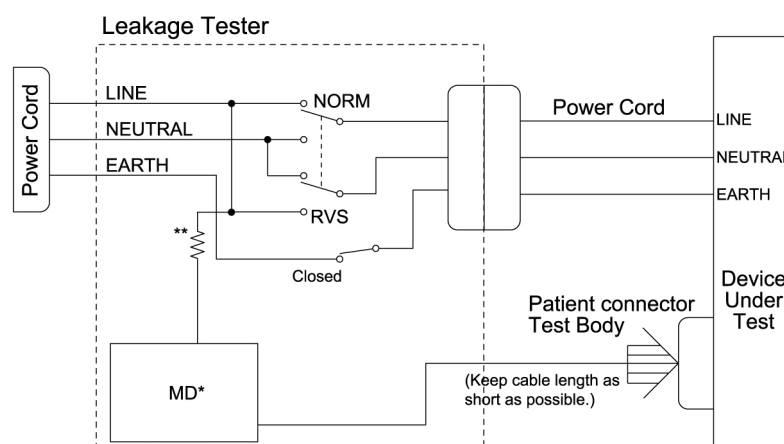 Leakage Tester
Power Cord
LINE
NORM
NEUTRAL
EARTH
RVS
**
Closed
MD*
Power Cord
LINE
NEUTRAL
EARTH
Device
Under
Test
Patient connector
Test Body
(Keep cable length as
short as possible.)